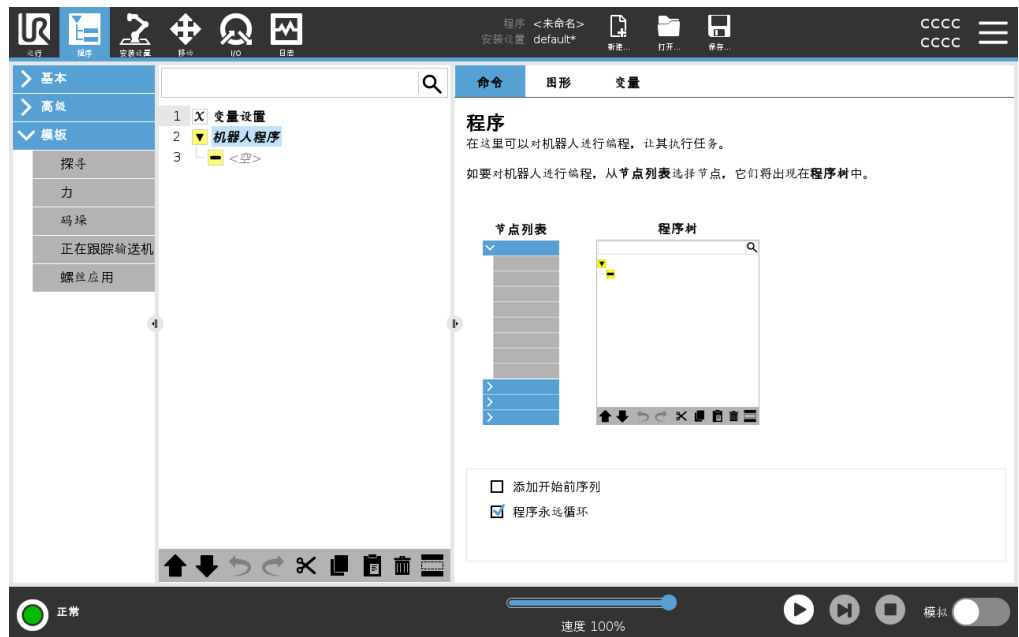 UR
运行
程序
安装设置
移动
I/O
日志
程序 <未命名>
安装设置 default*
新建...
打开...
保存...
CCCC
CCCC
基本
高级
模板
探寻
力
码垛
正在跟踪输送机
螺丝应用
1 X 变量设置
2 机器人程序
3 <空>
命令
图形
变量
程序
在这里可以对机器人进行编程，让其执行任务。
如要对机器人进行编程，从节点列表选择节点，它们将出现在程序树中。
节点列表
程序树
添加开始前序列
程序永远循环
正常
速度 100%
模拟